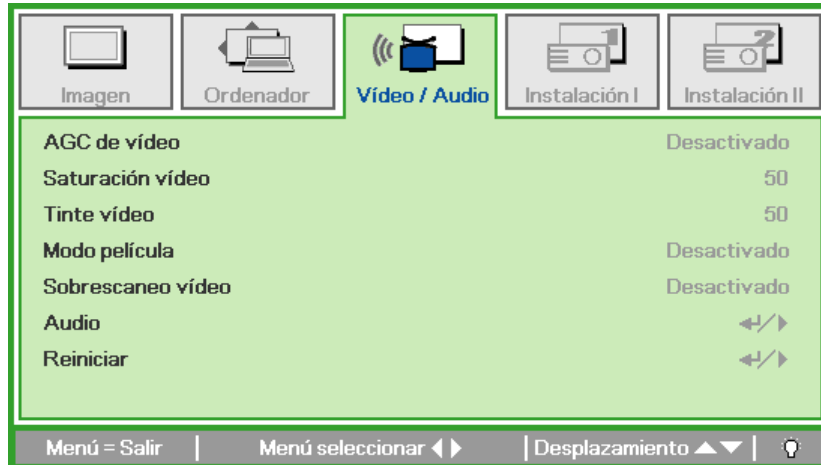 Imagen
Ordenador
Vídeo / Audio
Instalación I
Instalación II
AGC de vídeo Desactivado
Saturación vídeo 50
Tinte vídeo 50
Modo película Desactivado
Sobrescaneo vídeo Desactivado
Audio
Reiniciar
Menú = Salir | Menú seleccionar | Desplazamiento |